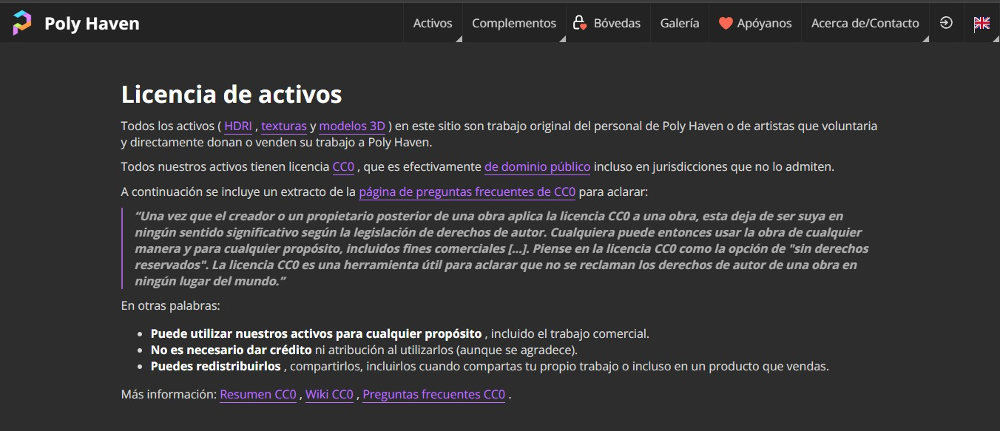 Poly Haven
Activos
Complementos
Bóvedas
Galería
Apóyanos
Acerca de/Contacto
Licencia de activos
Todos los activos ( HDRI , texturas y modelos 3D ) en este sitio son trabajo original del personal de Poly Haven o de artistas que voluntaria
y directamente donan o venden su trabajo a Poly Haven.
Todos nuestros activos tienen licencia CC0 , que es efectivamente de dominio público incluso en jurisdicciones que no lo admiten.
A continuación se incluye un extracto de la página de preguntas frecuentes de CC0 para aclarar:
“Una vez que el creador o un propietario posterior de una obra aplica la licencia CC0 a una obra, esta deja de ser suya en
ningún sentido significativo según la legislación de derechos de autor. Cualquiera puede entonces usar la obra de cualquier
manera y para cualquier propósito, incluidos fines comerciales [...]. Piense en la licencia CC0 como la opción de "sin derechos
reservados". La licencia CC0 es una herramienta útil para aclarar que no se reclaman los derechos de autor de una obra en
ningún lugar del mundo.”
En otras palabras:
• Puede utilizar nuestros activos para cualquier propósito , incluido el trabajo comercial.
• No es necesario dar crédito ni atribución al utilizarlos (aunque se agradece).
• Puedes redistribuirlos , compartirlos, incluirlos cuando compartas tu propio trabajo o incluso en un producto que vendas.
Más información: Resumen CC0 , Wiki CC0 , Preguntas frecuentes CC0 .